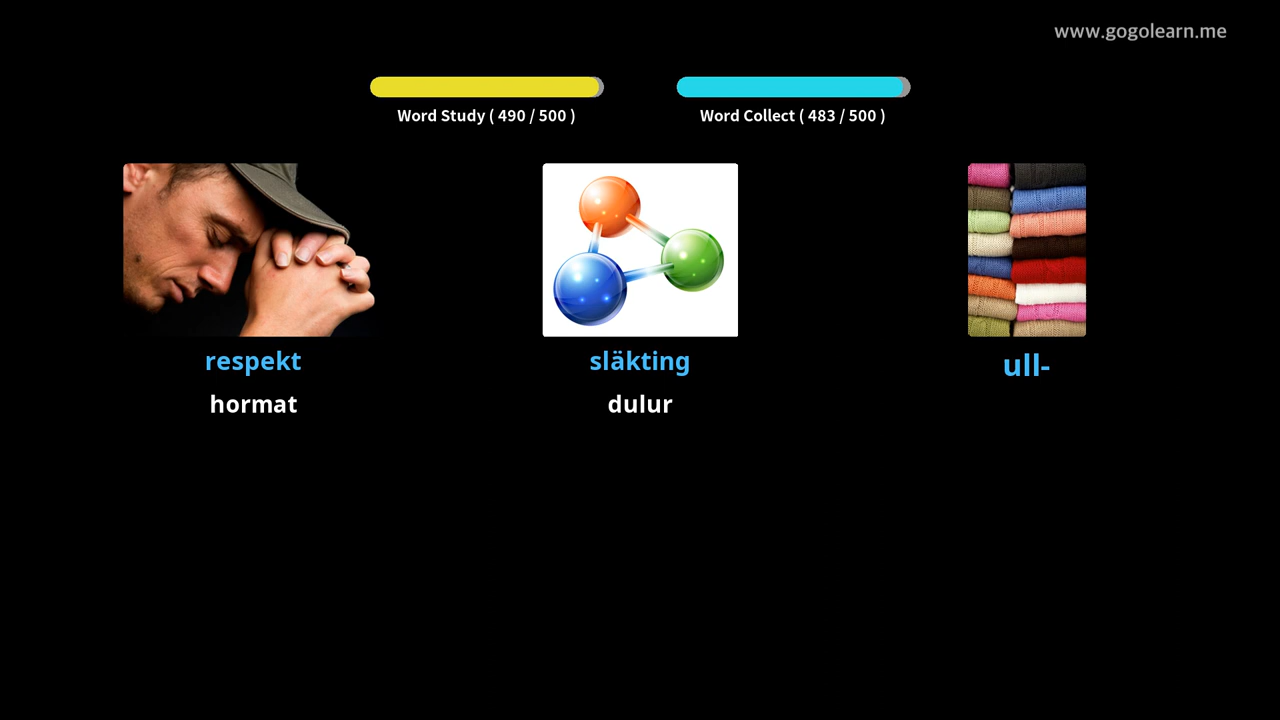 www.gogolearn.me
Word Study ( 490 / 500 )
Word Collect ( 483 / 500 )
respekt
släkting
ull-
hormat
dulur